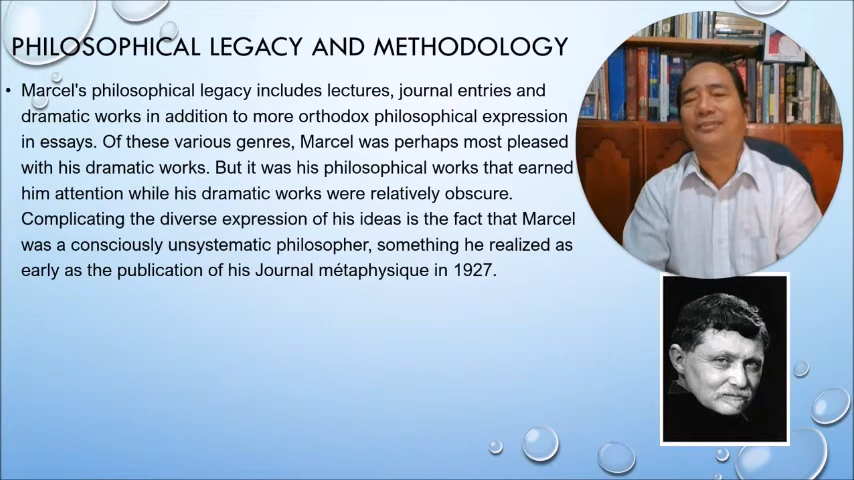 PHILOSOPHICAL LEGACY AND METHODOLOGY
• Marcel's philosophical legacy includes lectures, journal entries and
dramatic works in addition to more orthodox philosophical expression
in essays. Of these various genres, Marcel was perhaps most pleased
with his dramatic works. But it was his philosophical works that earned
him attention while his dramatic works were relatively obscure.
Complicating the diverse expression of his ideas is the fact that Marcel
was a consciously unsystematic philosopher, something he realized as
early as the publication of his Journal métaphysique in 1927.